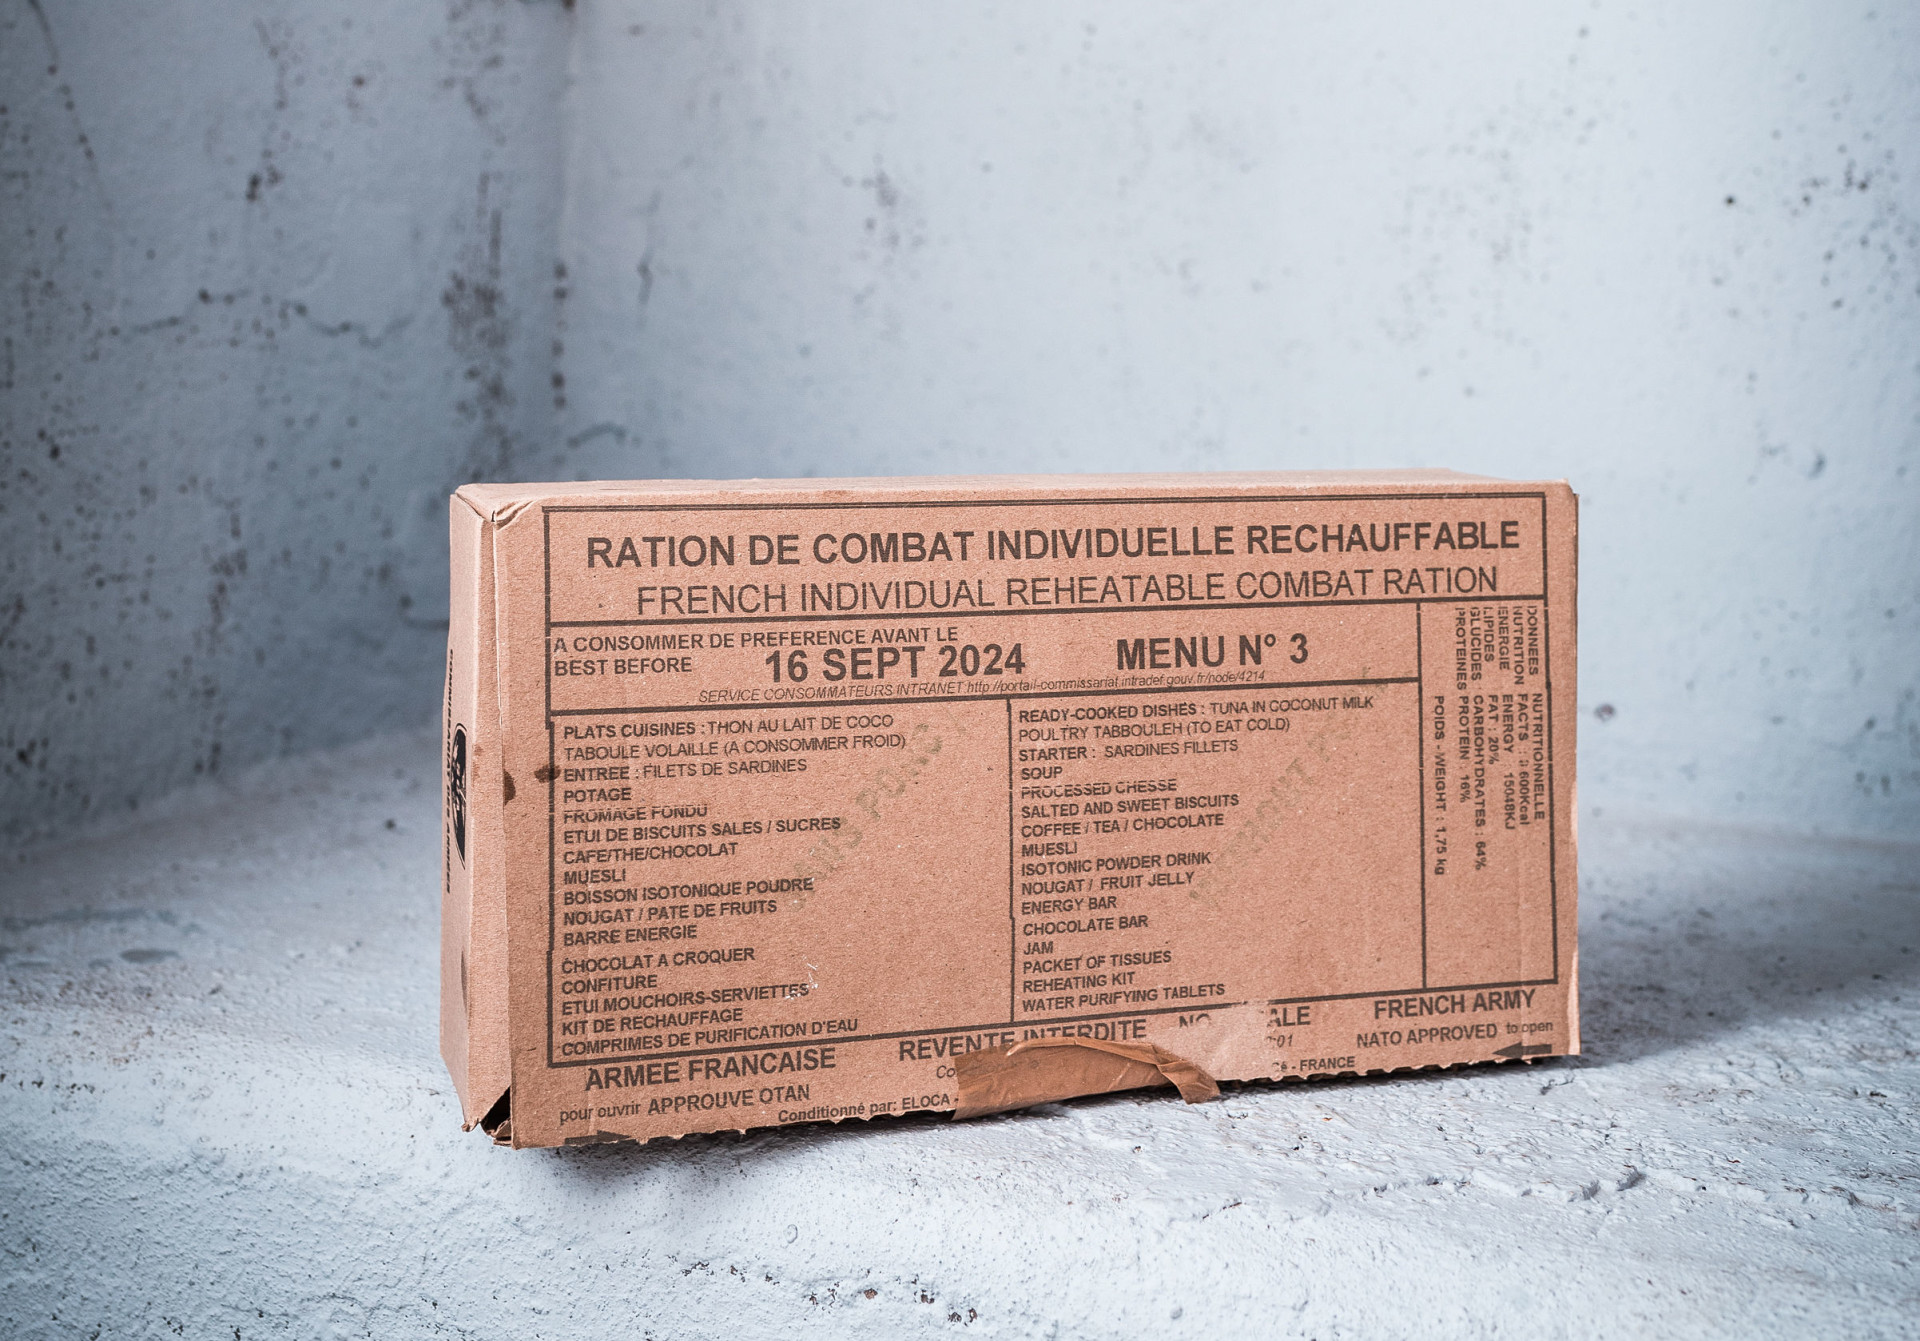 RATION DE COMBAT INDIVIDUELLE RECHAUFFABLE
FRENCH INDIVIDUAL REHEATABLE COMBAT RATION
A CONSOMMER DE PREFERENCE AVANT LE
BEST BEFORE 16 SEPT 2024
MENU N° 3
SERVICE CONSOMMATEURS INTRANET:http://portail-commissariat.intradef.gouv.fr/node/4214
PLATS CUISINES : THON AU LAIT DE COCO
TABOULE VOLAILLE (A CONSOMMER FROID)
ENTREE : FILETS DE SARDINES
POTAGE
FROMAGE FONDU
ETUI DE BISCUITS SALES / SUCRES
CAFE/THE/CHOCOLAT
MUESLI
BOISSON ISOTONIQUE POUDRE
NOUGAT / PATE DE FRUITS
BARRE ENERGIE
CHOCOLAT A CROQUER
CONFITURE
ETUI MOUCHOIRS-SERVIETTES
KIT DE RECHAUFFAGE
COMPRIMES DE PURIFICATION D'EAU
READY-COOKED DISHES : TUNA IN COCONUT MILK
POULTRY TABBOULEH (TO EAT COLD)
STARTER : SARDINES FILLETS
SOUP
PROCESSED CHESSE
SALTED AND SWEET BISCUITS
COFFEE / TEA / CHOCOLATE
MUESLI
ISOTONIC POWDER DRINK
NOUGAT / FRUIT JELLY
ENERGY BAR
CHOCOLATE BAR
JAM
PACKET OF TISSUES
REHEATING KIT
WATER PURIFYING TABLETS
DONNEES NUTRITIONNELLE
NUTRITION FACTS : 3 600Kcal
ENERGIE ENERGY 15048KJ
LIPIDES FAT : 20%
GLUCIDES CARBOHYDRATES : 64%
PROTEINES PROTEIN 16%
POIDS - WEIGHT : 1,75 kg
ARMEE FRANCAISE REVENTE INTERDITE FRENCH ARMY
pour ouvrir APPROUVE OTAN NATO APPROVED to open
Conditionné par: ELOCA - - FRANCE